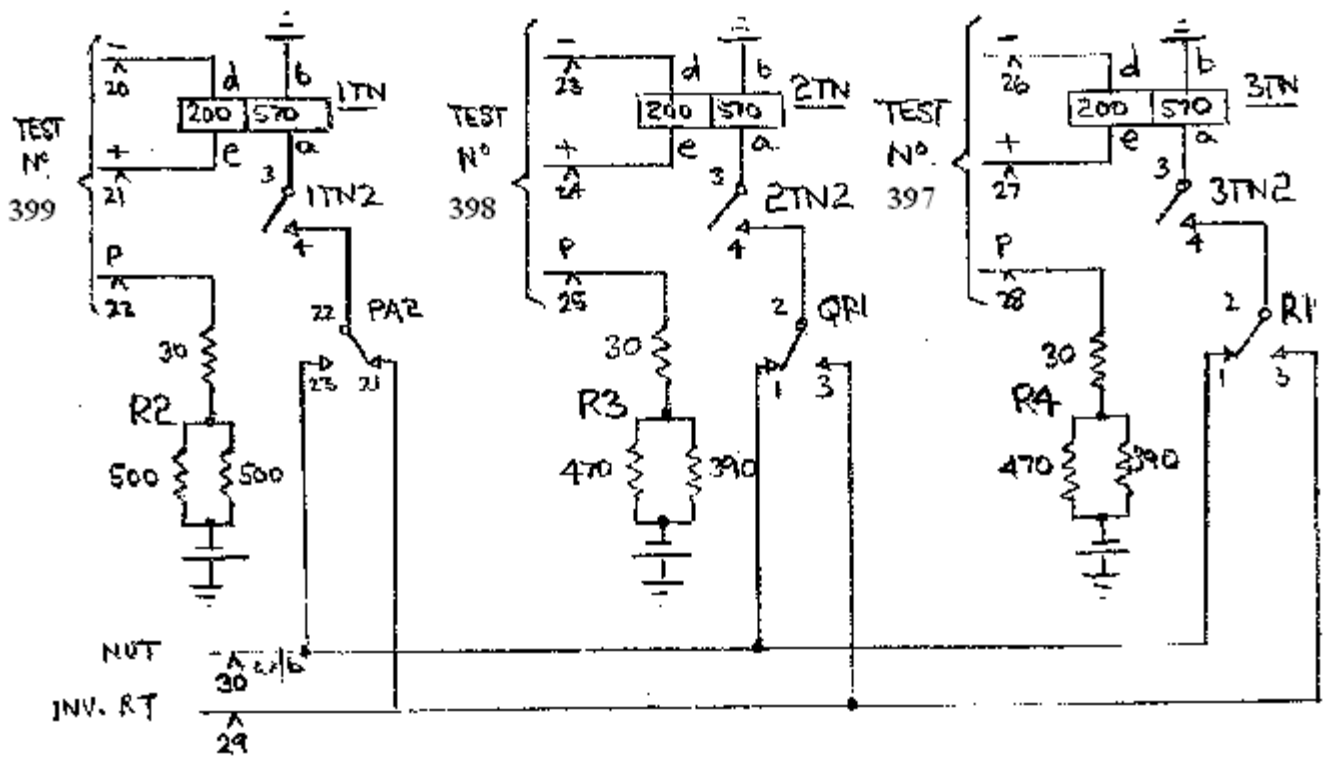 TEST
Nº
399
-
20
+
21
P
22
d
b
200
570
1TN
e
a
3
1TN2
4
22
PA2
23
21
30
R2
500
500
TEST
Nº
398
-
23
+
24
P
25
d
b
200
570
2TN
e
a
3
2TN2
4
2
QR1
1
3
30
R3
470
390
TEST
Nº
397
-
26
+
27
P
28
d
b
200
570
3TN
e
a
3
3TN2
4
2
R1
1
3
30
R4
470
390
NUT
30
INV. RT
29